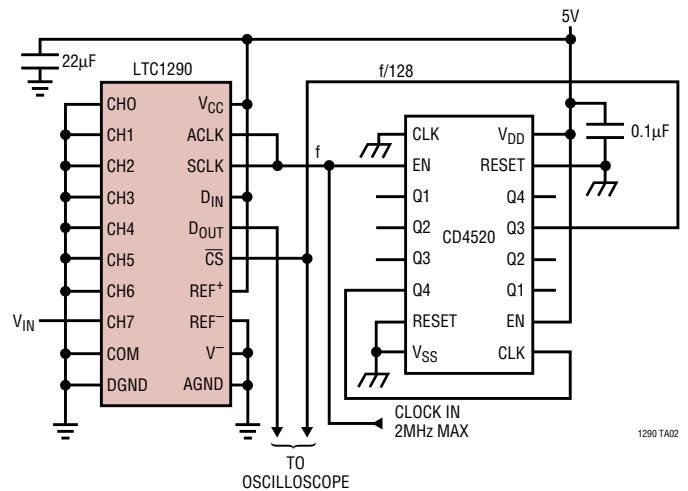 5V
22µF
f/128
LTC1290
CH0
CH1
CH2
CH3
CH4
CH5
CH6
CH7
COM
DGND
VCC
ACLK
SCLK
DIN
DOUT
CS
REF+
REF–
V–
AGND
VIN
f
CLK
EN
Q1
Q2
Q3
Q4
RESET
VSS
CD4520
VDD
RESET
Q4
Q3
Q2
Q1
EN
CLK
0.1µF
CLOCK IN
2MHz MAX
TO
OSCILLOSCOPE
1290 TA02